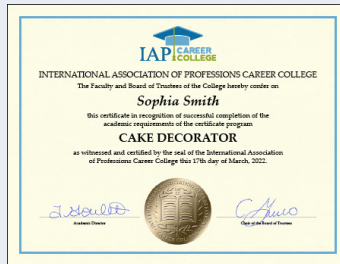 IAP CAREER
COLLEGE
INTERNATIONAL ASSOCIATION OF PROFESSIONS CAREER COLLEGE
The Faculty and Board of Trustees of the College hereby confer on
Sophia Smith
this certificate in recognition of successful completion of the
academic requirements of the certificate program
CAKE DECORATOR
as witnessed and certified by the seal of the International Association
of Professions Career College this 17th day of March, 2022.
Academic Director
Chair of the Board of Trustees